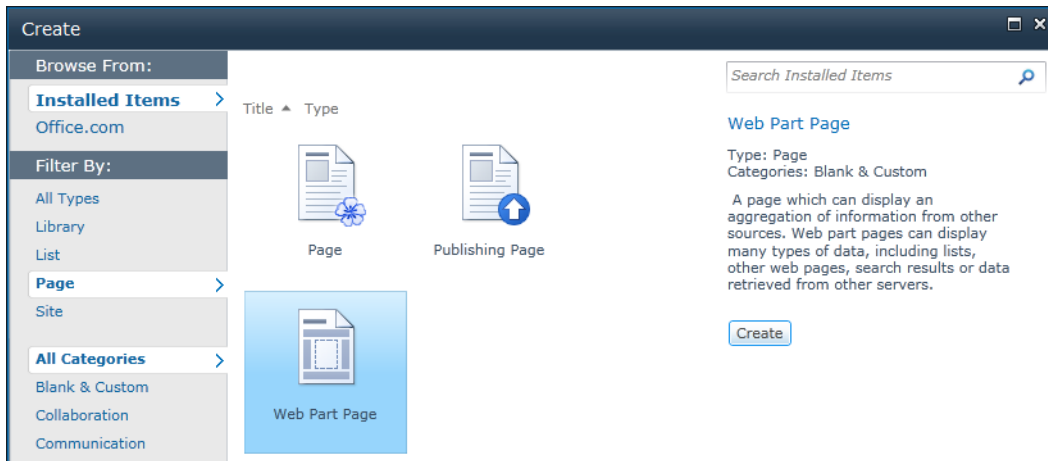 Create
Browse From:
Installed Items
Office.com
Filter By:
All Types
Library
List
Page
Site
All Categories
Blank & Custom
Collaboration
Communication
Title Type
Page
Publishing Page
Web Part Page
Search Installed Items
Web Part Page
Type: Page
Categories: Blank & Custom
A page which can display an
aggregation of information from other
sources. Web part pages can display
many types of data, including lists,
other web pages, search results or data
retrieved from other servers.
Create